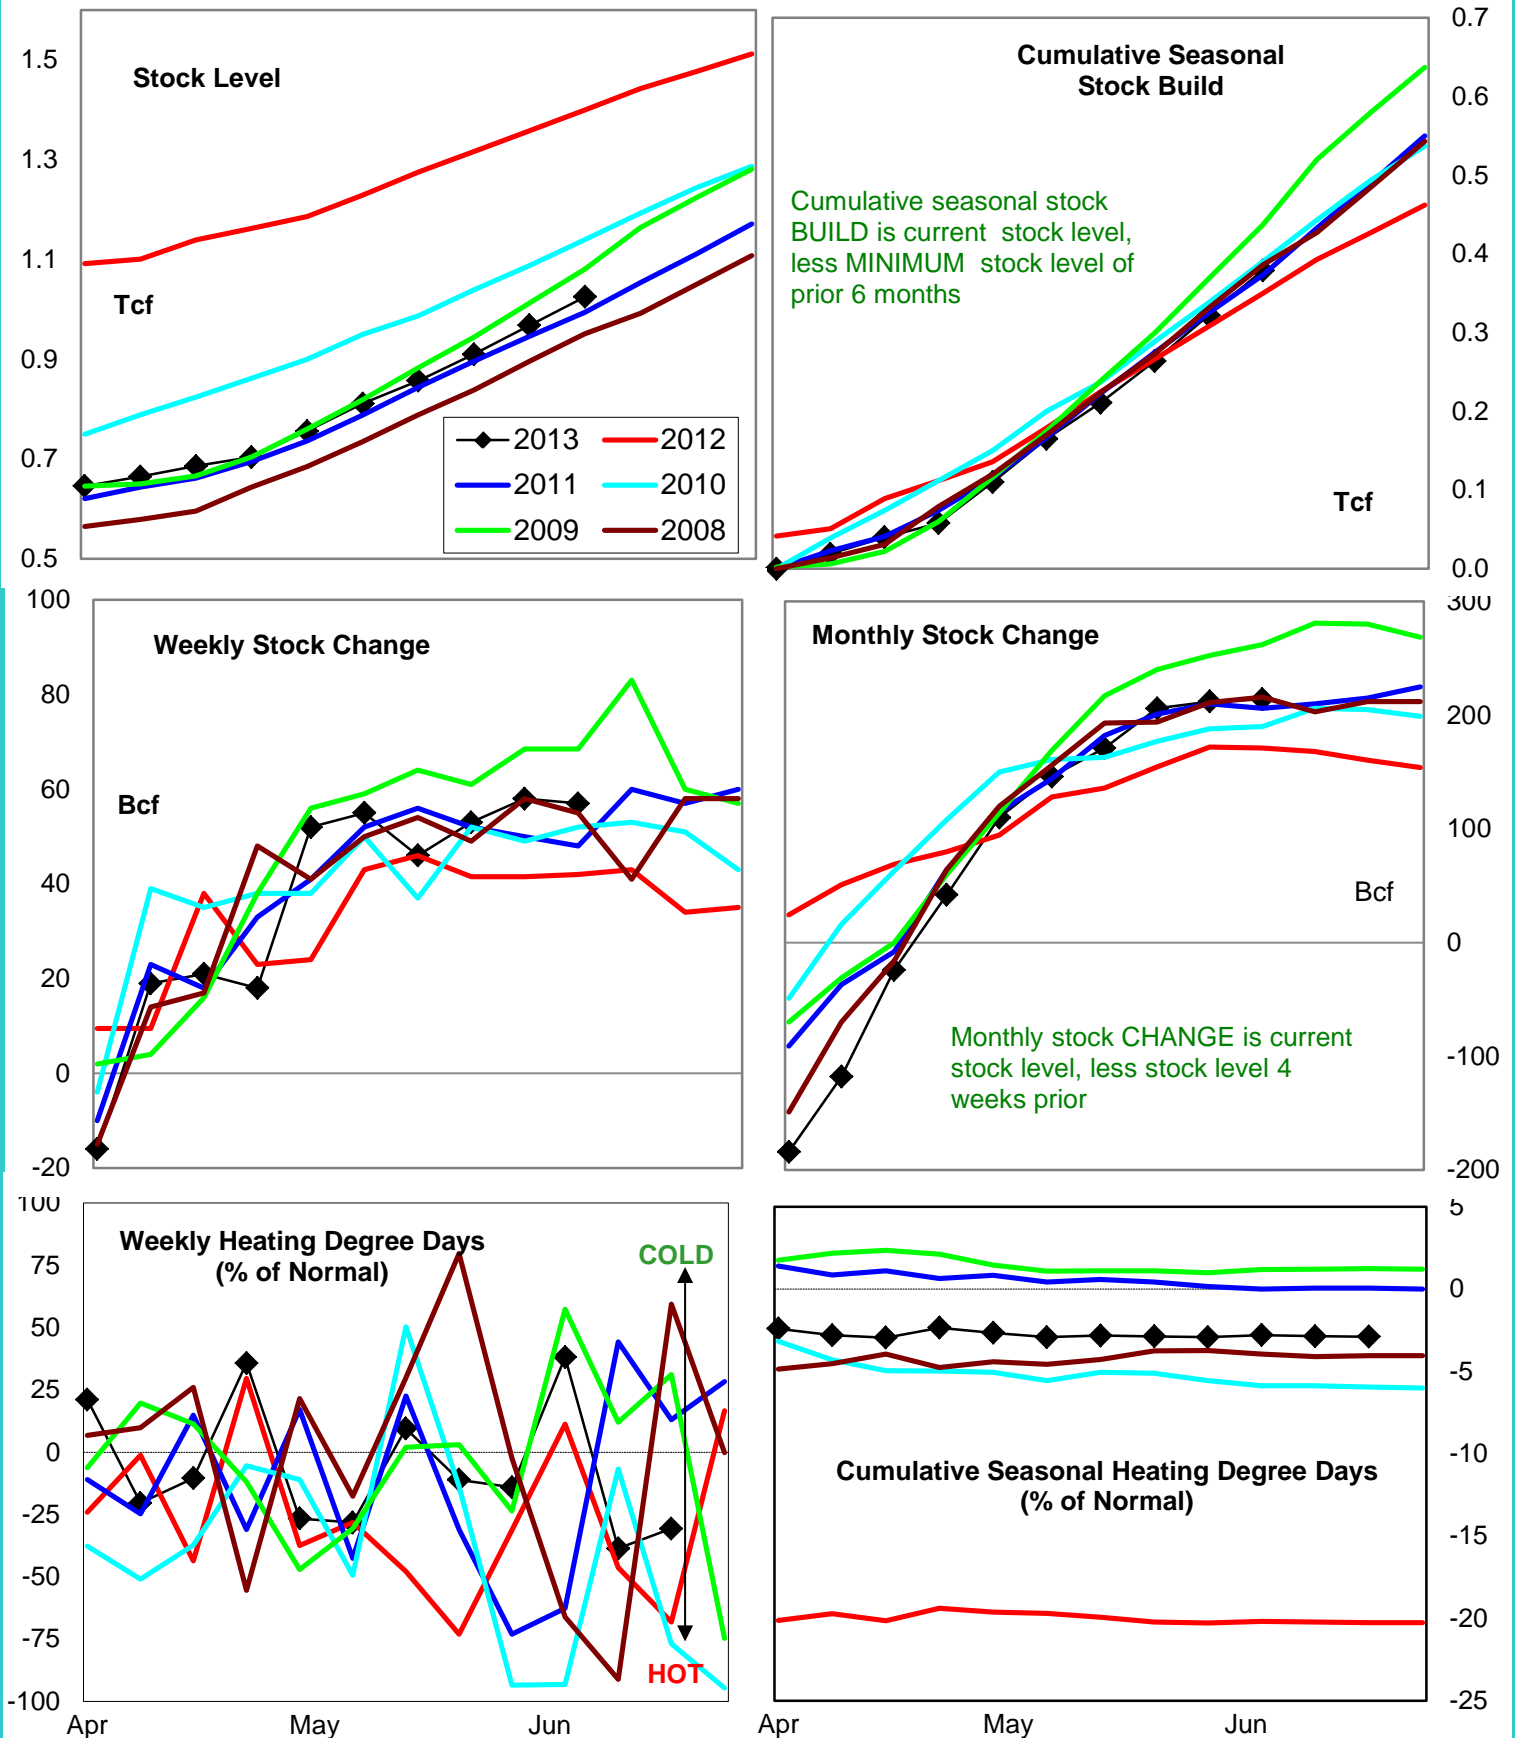 Stock Level
Tcf
1.5
1.3
1.1
0.9
0.7
0.5
2013
2012
2011
2010
2009
2008
Cumulative Seasonal
Stock Build
Cumulative seasonal stock
BUILD is current stock level,
less MINIMUM stock level of
prior 6 months
Tcf
0.7
0.6
0.5
0.4
0.3
0.2
0.1
0.0
Weekly Stock Change
Bcf
100
80
60
40
20
0
-20
Monthly Stock Change
Bcf
Monthly stock CHANGE is current
stock level, less stock level 4
weeks prior
300
200
100
0
-100
-200
Weekly Heating Degree Days
(% of Normal)
COLD
HOT
100
75
50
25
0
-25
-50
-75
-100
Apr
May
Jun
Cumulative Seasonal Heating Degree Days
(% of Normal)
5
0
-5
-10
-15
-20
-25
Apr
May
Jun